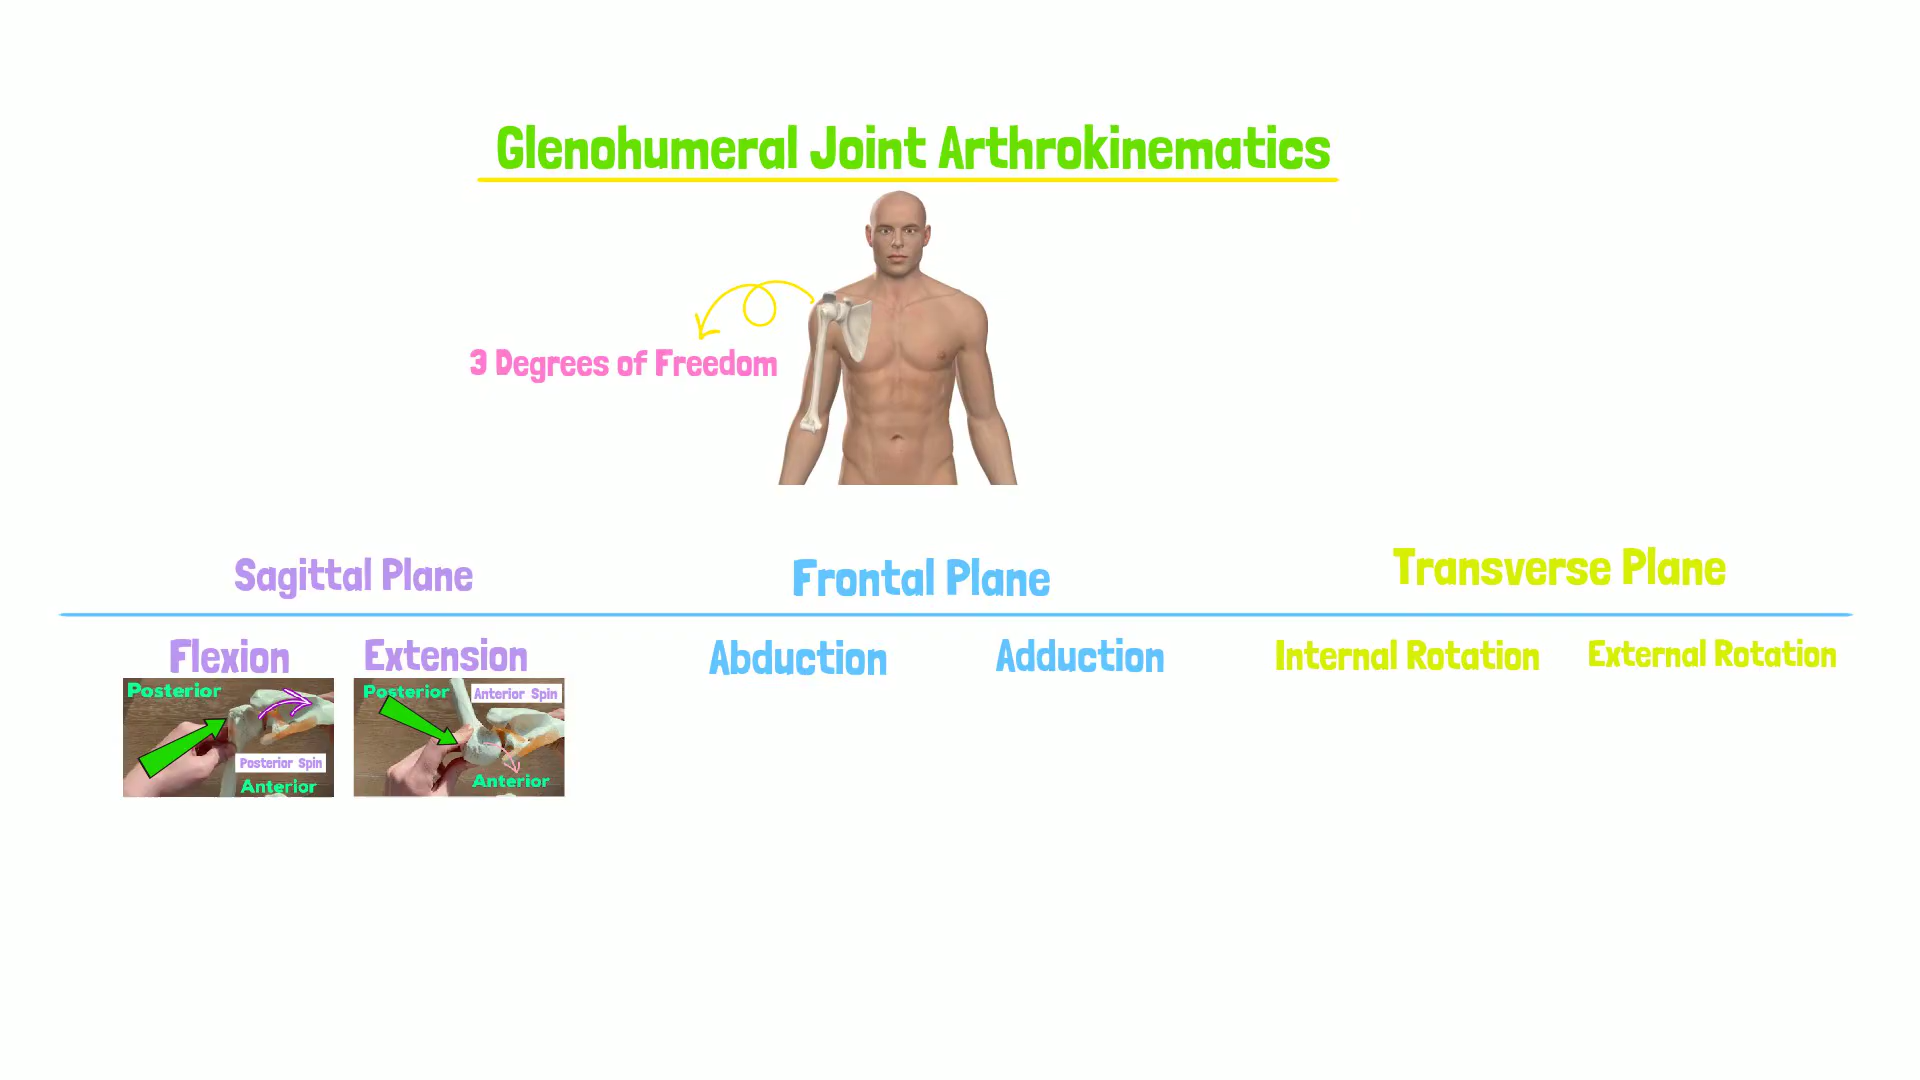 Glenohumeral Joint Arthrokinematics
3 Degrees of Freedom
Sagittal Plane
Frontal Plane
Transverse Plane
Flexion
Extension
Abduction
Adduction
Internal Rotation
External Rotation
Posterior
Posterior Spin
Anterior
Posterior
Anterior Spin
Anterior